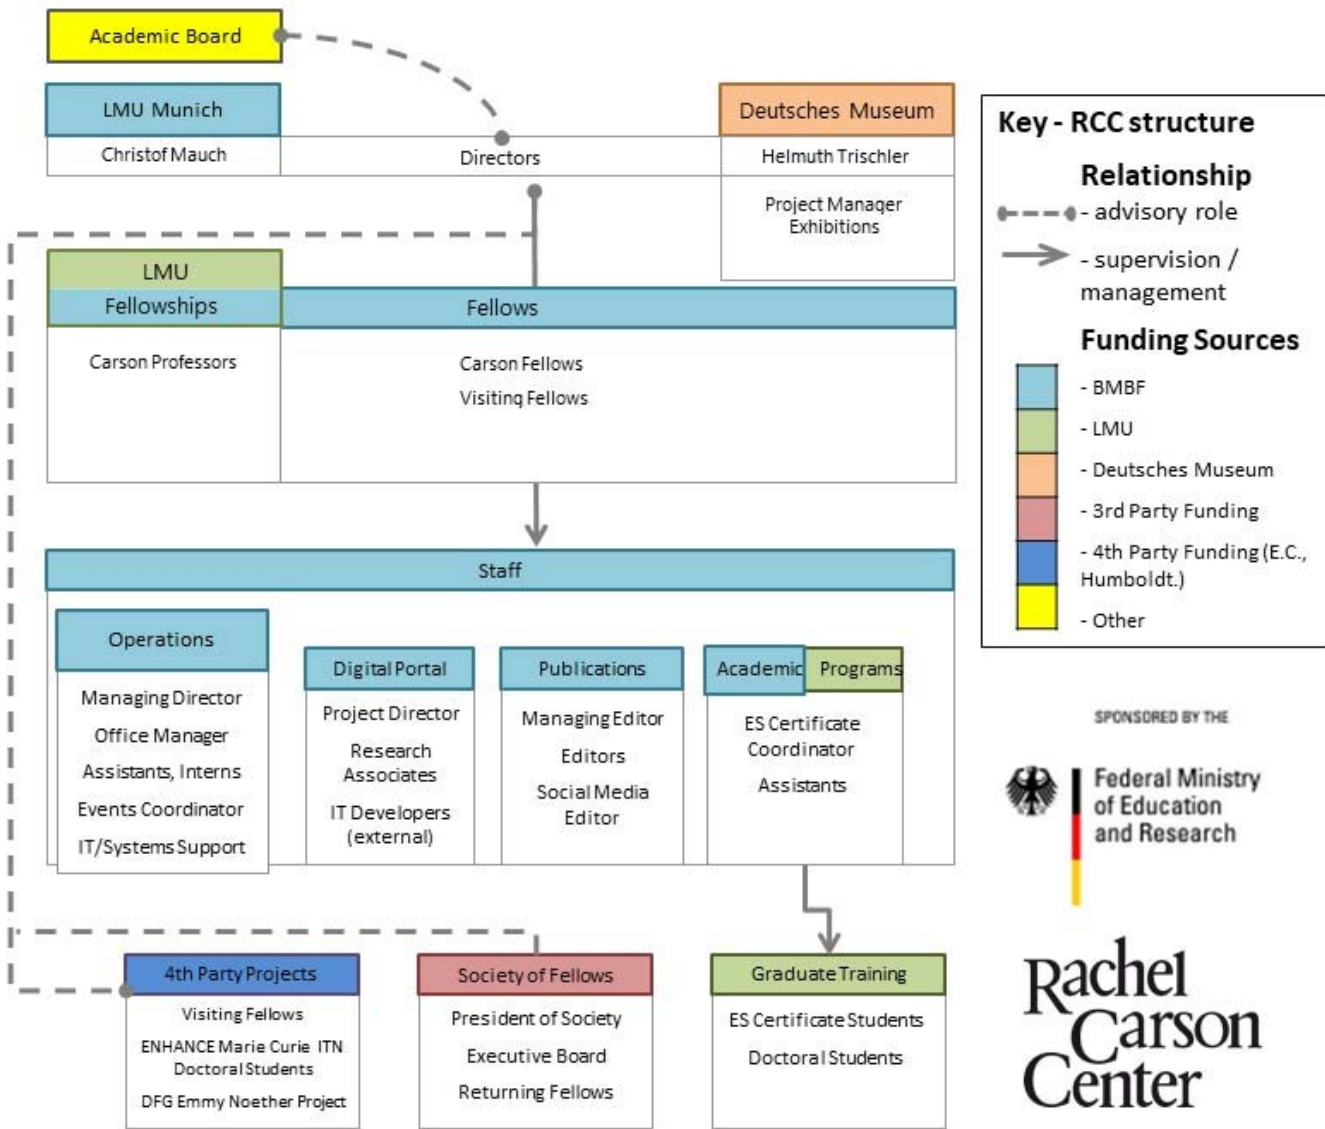 Academic Board
LMU Munich
Deutsches Museum
Christof Mauch
Directors
Helmuth Trischler
Project Manager
Exhibitions
LMU
Fellowships
Fellows
Carson Professors
Carson Fellows
Visiting Fellows
Staff
Operations
Managing Director
Office Manager
Assistants, Interns
Events Coordinator
IT/Systems Support
Digital Portal
Project Director
Research
Associates
IT Developers
(external)
Publications
Managing Editor
Editors
Social Media
Editor
Academic Programs
ES Certificate
Coordinator
Assistants
4th Party Projects
Visiting Fellows
ENHANCE Marie Curie ITN
Doctoral Students
DFG Emmy Noether Project
Society of Fellows
President of Society
Executive Board
Returning Fellows
Graduate Training
ES Certificate Students
Doctoral Students
Key - RCC structure
Relationship
- advisory role
- supervision /
management
Funding Sources
- BMBF
- LMU
- Deutsches Museum
- 3rd Party Funding
- 4th Party Funding (E.C.,
Humboldt.)
- Other
SPONSORED BY THE
Federal Ministry
of Education
and Research
Rachel
Carson
Center